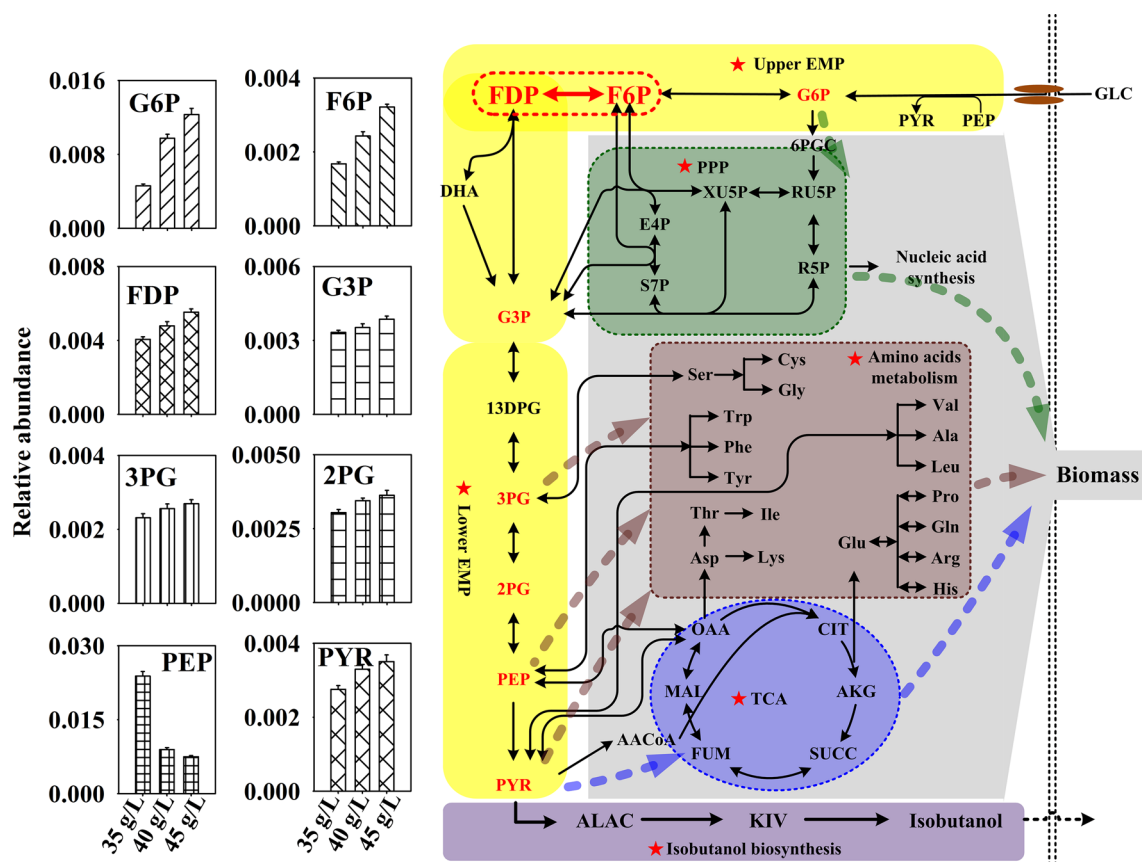 Relative abundance
0.016
0.008
0.000
G6P
0.004
0.002
0.000
F6P
0.008
0.004
0.000
FDP
0.006
0.003
0.000
G3P
0.004
0.002
0.000
3PG
0.0050
0.0025
0.0000
2PG
0.030
0.015
0.000
PEP
35 g/L
40 g/L
45 g/L
0.004
0.002
0.000
PYR
35 g/L
40 g/L
45 g/L
Upper EMP
FDP
F6P
G6P
GLC
PYR
PEP
6PGC
PPP
DHA
XU5P
RU5P
E4P
S7P
R5P
Nucleic acid
synthesis
G3P
13DPG
3PG
Lower EMP
2PG
PEP
PYR
Amino acids
metabolism
Ser
Cys
Gly
Trp
Phe
Tyr
Val
Ala
Leu
Thr
Ile
Asp
Lys
Glu
Pro
Gln
Arg
His
Biomass
OAA
CIT
MAL
TCA
AKG
AACoA
FUM
SUCC
ALAC
KIV
Isobutanol
Isobutanol biosynthesis